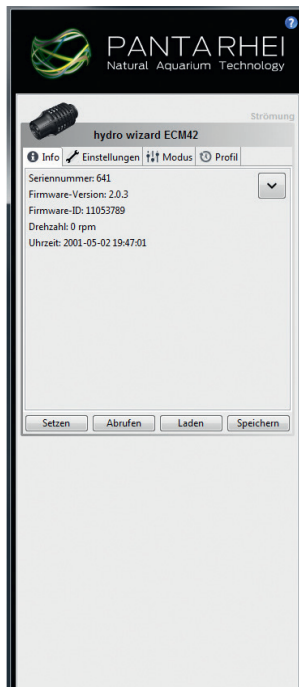 ?
PANTARHEI
Natural Aquarium Technology
Strömung
hydro wizard ECM42
Info Einstellungen Modus Profil
Seriennummer: 641
Firmware-Version: 2.0.3
Firmware-ID: 11053789
Drehzahl: 0 rpm
Uhrzeit: 2001-05-02 19:47:01
Setzen Abrufen Laden Speichern